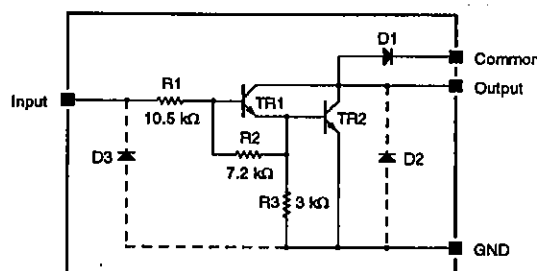 D1
Common
R1
Input
TR1
Output
10.5 kΩ
TR2
R2
D3
D2
7.2 kΩ
R3 3 kΩ
GND